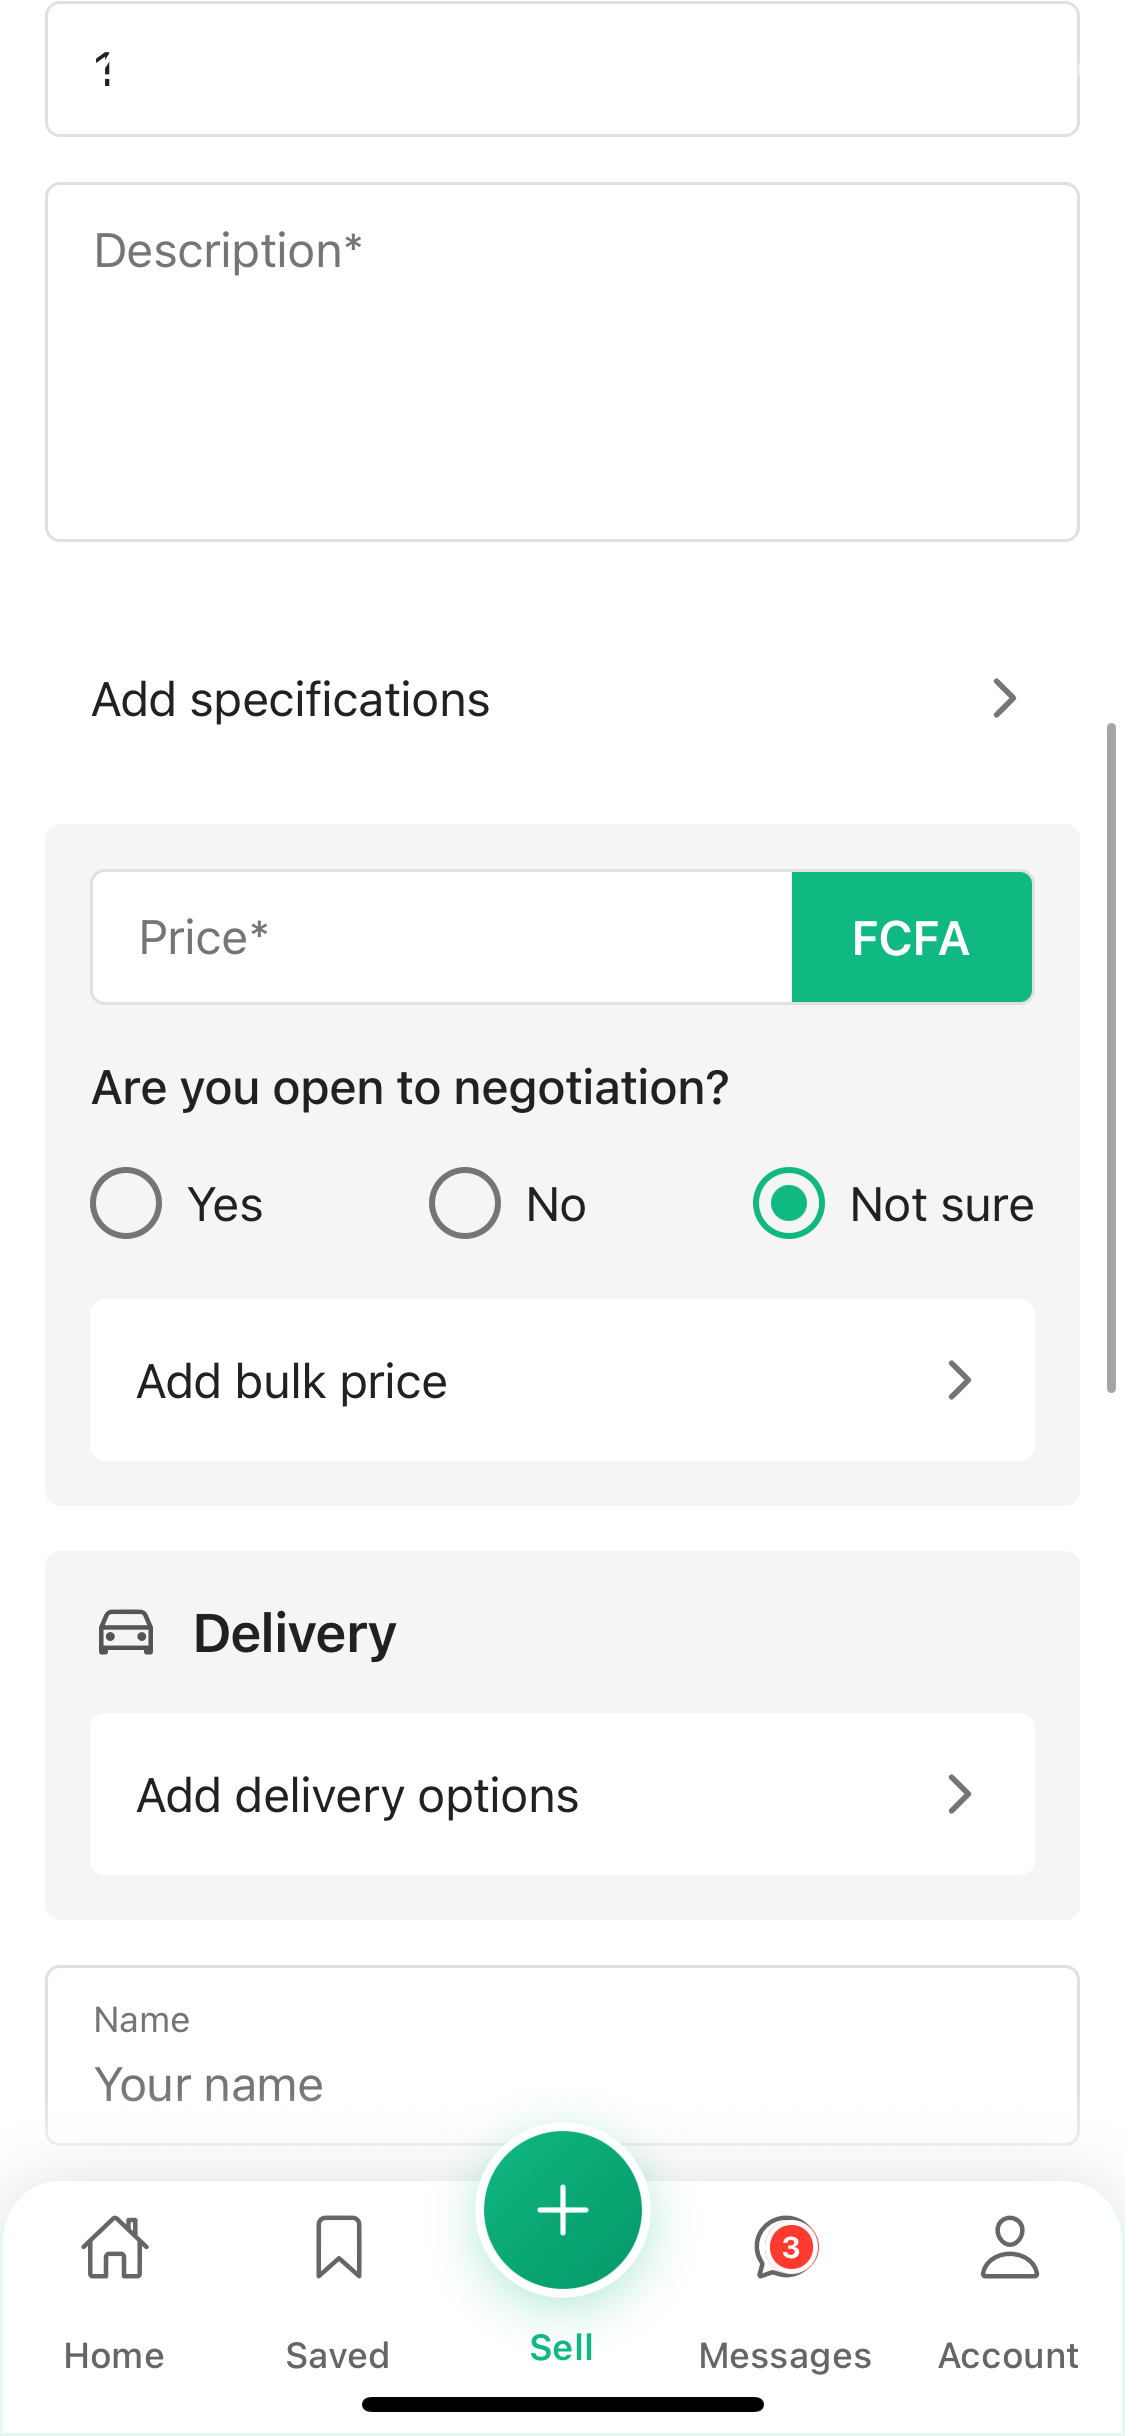 Description*
Add specifications
Price*
FCFA
Are you open to negotiation?
Yes
No
Not sure
Add bulk price
Delivery
Add delivery options
Name
Your name
3
Home
Saved
Sell
Messages
Account